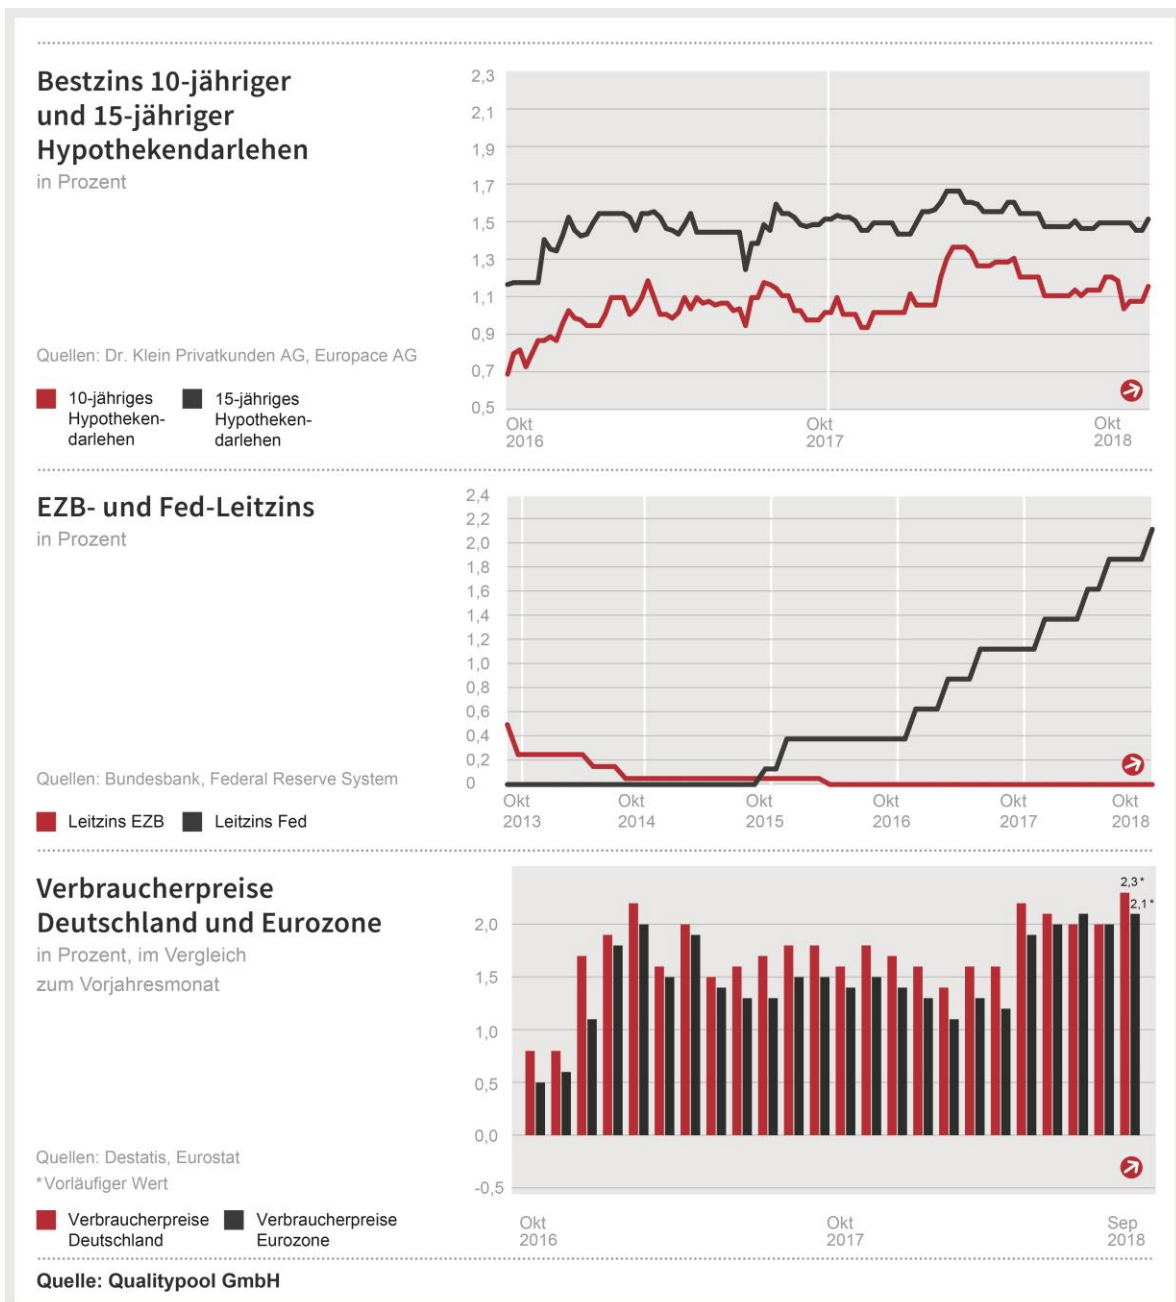 Bestzins 10-jähriger
und 15-jähriger
Hypothekendarlehen
in Prozent
Quellen: Dr. Klein Privatkunden AG, Europace AG
10-jähriges
Hypotheken-
darlehen
15-jähriges
Hypotheken-
darlehen
2,3
2,1
1,9
1,7
1,5
1,3
1,1
0,9
0,7
0,5
Okt
2016
Okt
2017
Okt
2018
EZB- und Fed-Leitzins
in Prozent
Quellen: Bundesbank, Federal Reserve System
Leitzins EZB
Leitzins Fed
2,4
2,2
2,0
1,8
1,6
1,4
1,2
1,0
0,8
0,6
0,4
0,2
0
Okt
2013
Okt
2014
Okt
2015
Okt
2016
Okt
2017
Okt
2018
Verbraucherpreise
Deutschland und Eurozone
in Prozent, im Vergleich
zum Vorjahresmonat
Quellen: Destatis, Eurostat
*Vorläufiger Wert
Verbraucherpreise
Deutschland
Verbraucherpreise
Eurozone
2,3*
2,1*
2,0
1,5
1,0
0,5
0,0
-0,5
Okt
2016
Okt
2017
Sep
2018
Quelle: Qualitypool GmbH